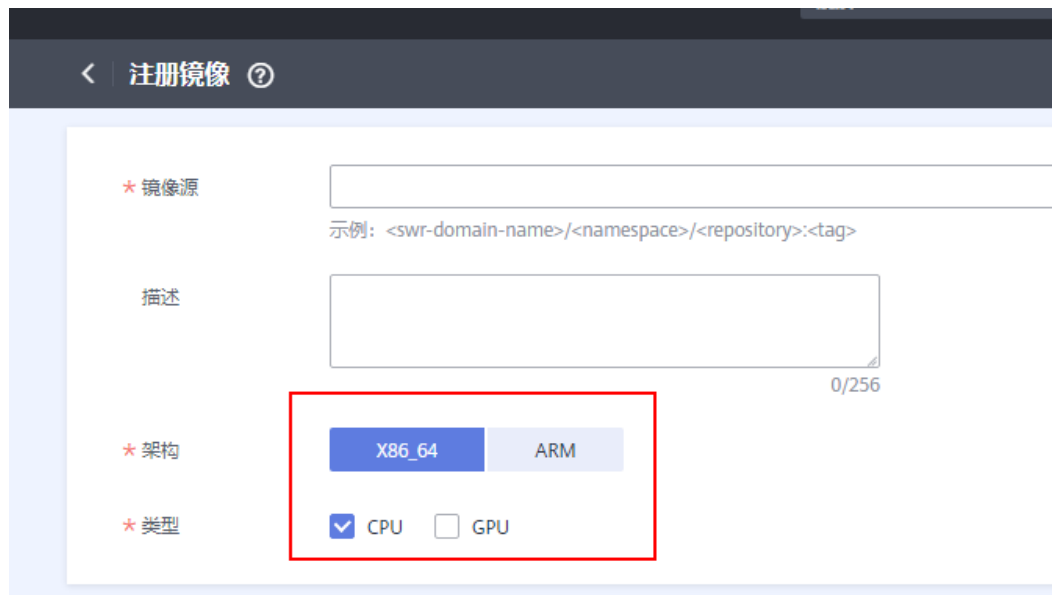 注册镜像 ?
* 镜像源
示例：<swr-domain-name>/<namespace>/<repository>:<tag>
描述
0/256
* 架构 X86_64 ARM
* 类型 CPU GPU